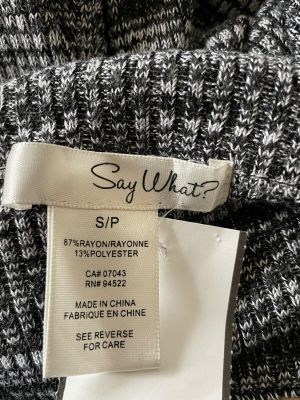 Say What?
S/P
87%RAYON/RAYONNE
13%POLYESTER
CA# 07043
RN# 94522
MADE IN CHINA
FABRIQUE EN CHINE
SEE REVERSE
FOR CARE